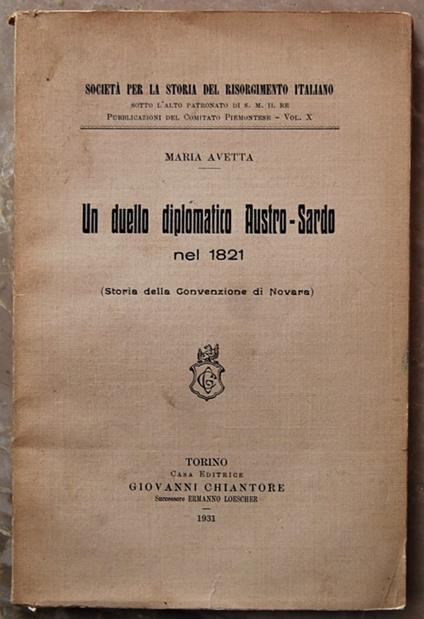 SOCIETÀ PER LA STORIA DEL RISORGIMENTO ITALIANO
SOTTO L'ALTO PATRONATO DI S. M. IL RE
PUBBLICAZIONI DEL COMITATO PIEMONTESE - VOL. X
MARIA AVETTA
Un duello diplomatico Austro-Sardo
nel 1821
(Storia della Convenzione di Novara)
TORINO
CASA EDITRICE
GIOVANNI CHIANTORE
Successore ERMANNO LOESCHER
1931